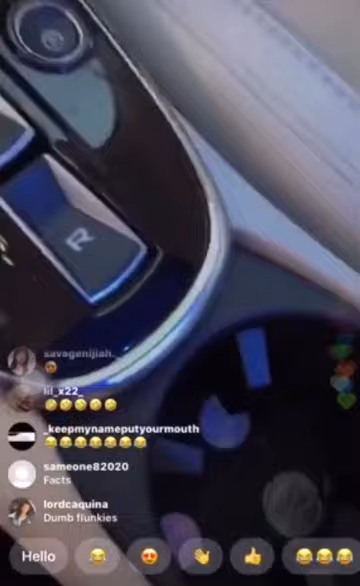 R
savagenijiah_
😍
lil_x22_
🤣🤣🤣🤣🤣
_keepmynameputyourmouth
😂😂😂😂😂😂😂
sameone82020
Facts
lordcaquina
Dumb flunkies
Hello 😂 😍 👏 👍 😂😂😂